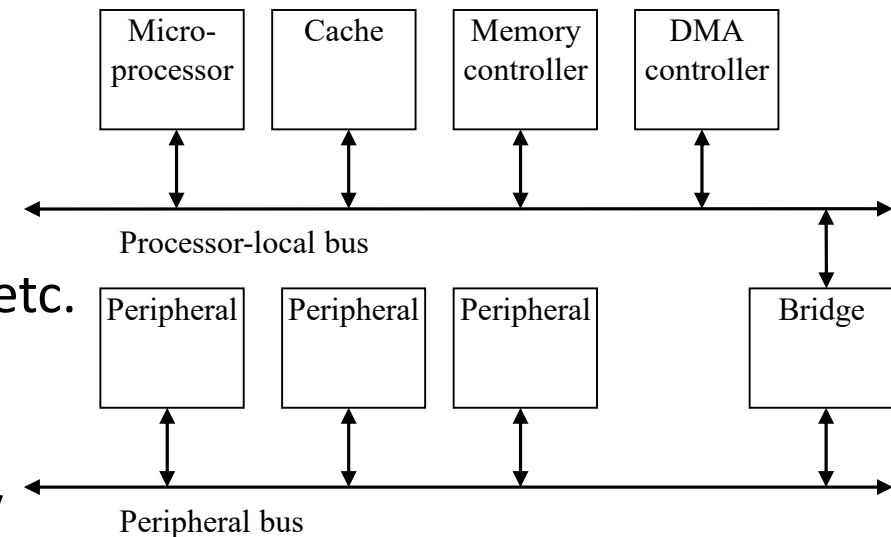 Micro-
processor
Cache
Memory
controller
DMA
controller
Processor-local bus
etc.
Peripheral
Peripheral
Peripheral
Bridge
Peripheral bus